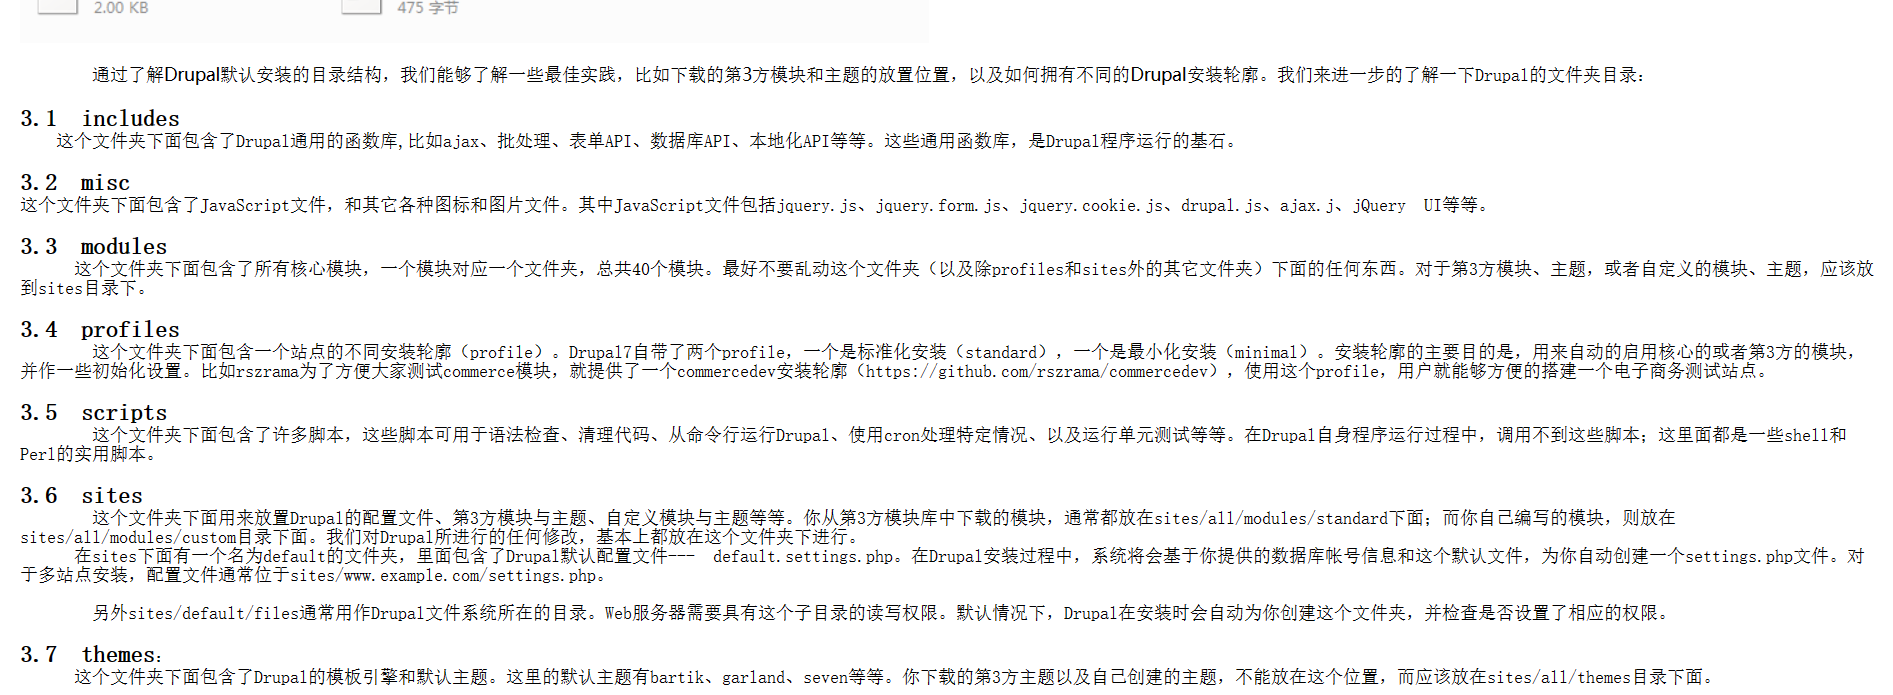 2.00 KB 475 字节
通过了解Drupal默认安装的目录结构，我们能够了解一些最佳实践，比如下载的第3方模块和主题的放置位置，以及如何拥有不同的Drupal安装轮廓。我们来进一步的了解一下Drupal的文件夹目录：
3.1 includes
这个文件夹下面包含了Drupal通用的函数库,比如ajax、批处理、表单API、数据库API、本地化API等等。这些通用函数库，是Drupal程序运行的基石。
3.2 misc
这个文件夹下面包含了JavaScript文件，和其它各种图标和图片文件。其中JavaScript文件包括jquery.js、jquery.form.js、jquery.cookie.js、drupal.js、ajax.j、jQuery UI等等。
3.3 modules
这个文件夹下面包含了所有核心模块，一个模块对应一个文件夹，总共40个模块。最好不要乱动这个文件夹（以及除profiles和sites外的其它文件夹）下面的任何东西。对于第3方模块、主题，或者自定义的模块、主题，应该放
到sites目录下。
3.4 profiles
这个文件夹下面包含一个站点的不同安装轮廓（profile）。Drupal7自带了两个profile，一个是标准化安装（standard），一个是最小化安装（minimal）。安装轮廓的主要目的是，用来自动的启用核心的或者第3方的模块，
并作一些初始化设置。比如rszrama为了方便大家测试commerce模块，就提供了一个commercedev安装轮廓（https://github.com/rszrama/commercedev），使用这个profile，用户就能够方便的搭建一个电子商务测试站点。
3.5 scripts
这个文件夹下面包含了许多脚本，这些脚本可用于语法检查、清理代码、从命令行运行Drupal、使用cron处理特定情况、以及运行单元测试等等。在Drupal自身程序运行过程中，调用不到这些脚本；这里面都是一些shell和
Perl的实用脚本。
3.6 sites
这个文件夹下面用来放置Drupal的配置文件、第3方模块与主题、自定义模块与主题等等。你从第3方模块库中下载的模块，通常都放在sites/all/modules/standard下面；而你自己编写的模块，则放在
sites/all/modules/custom目录下面。我们对Drupal所进行的任何修改，基本上都放在这个文件夹下进行。
在sites下面有一个名为default的文件夹，里面包含了Drupal默认配置文件--- default.settings.php。在Drupal安装过程中，系统将会基于你提供的数据库帐号信息和这个默认文件，为你自动创建一个settings.php文件。对
于多站点安装，配置文件通常位于sites/www.example.com/settings.php。
另外sites/default/files通常用作Drupal文件系统所在的目录。Web服务器需要具有这个子目录的读写权限。默认情况下，Drupal在安装时会自动为你创建这个文件夹，并检查是否设置了相应的权限。
3.7 themes：
这个文件夹下面包含了Drupal的模板引擎和默认主题。这里的默认主题有bartik、garland、seven等等。你下载的第3方主题以及自己创建的主题，不能放在这个位置，而应该放在sites/all/themes目录下面。